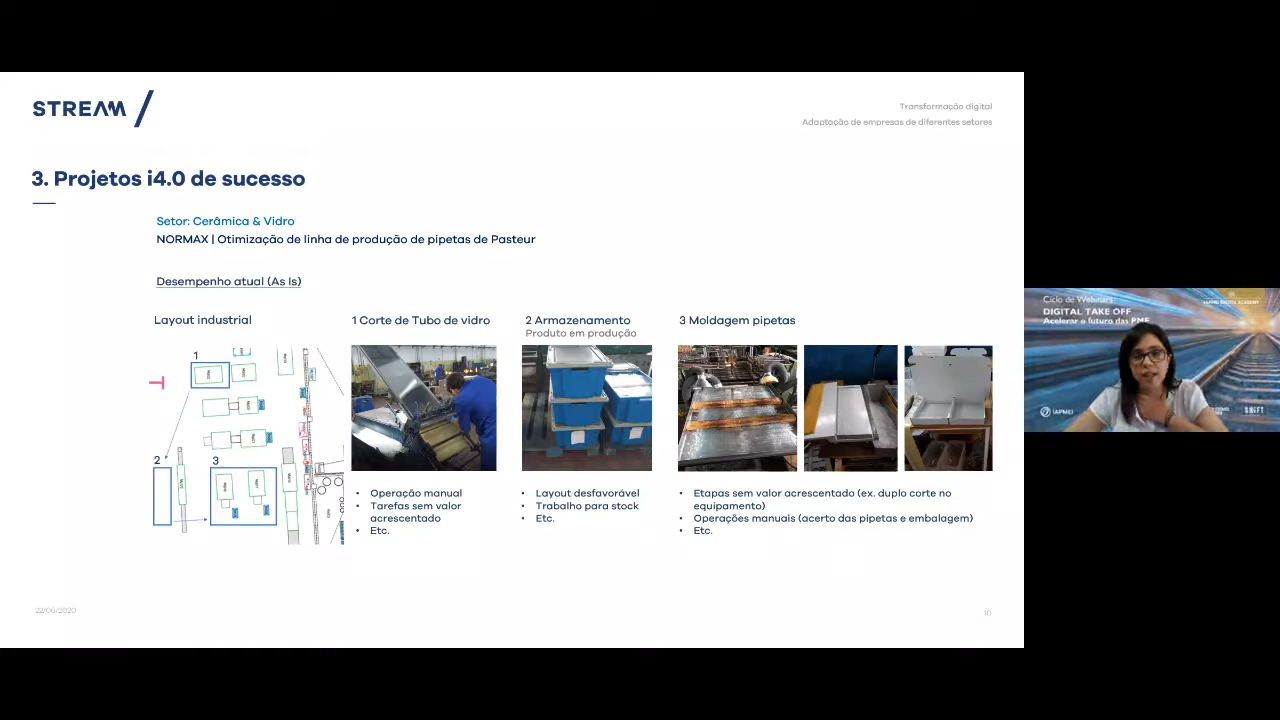 STREAM
Transformação digital
Adaptação de empresas de diferentes setores
3. Projetos i4.0 de sucesso
Setor: Cerâmica & Vidro
NORMAX | Otimização de linha de produção de pipetas de Pasteur
Desempenho atual (As Is)
Layout industrial
1 Corte de Tubo de vidro
2 Armazenamento
Produto em produção
3 Moldagem pipetas
1
2
3
• Operação manual
• Tarefas sem valor
acrescentado
• Etc.
• Layout desfavorável
• Trabalho para stock
• Etc.
• Etapas sem valor acrescentado (ex. duplo corte no
equipamento)
• Operações manuais (acerto das pipetas e embalagem)
• Etc.
22/06/2020
10
Ciclo de Webinars
DIGITAL TAKE OFF
Acelerar o futuro das PME
IAPMEI DIGITAL ACADEMY
IAPMEI
SHIFT